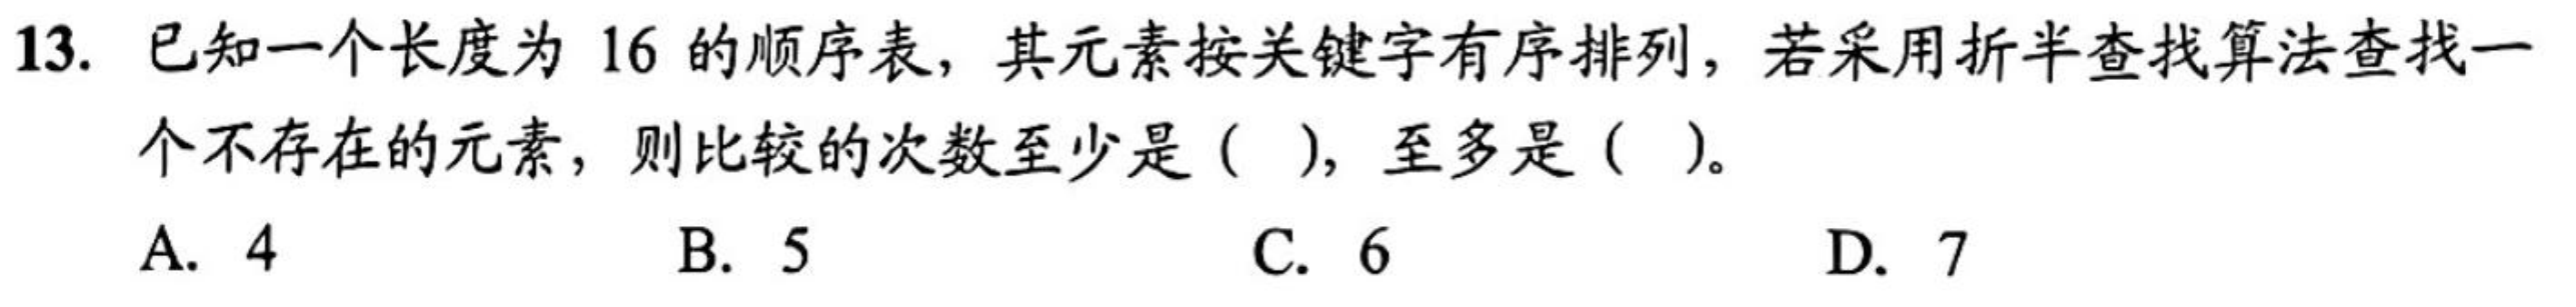 13. 已知一个长度为 16 的顺序表，其元素按关键字有序排列，若采用折半查找算法查找一
个不存在的元素，则比较的次数至少是（ ），至多是（ ）。
A. 4 B. 5 C. 6 D. 7